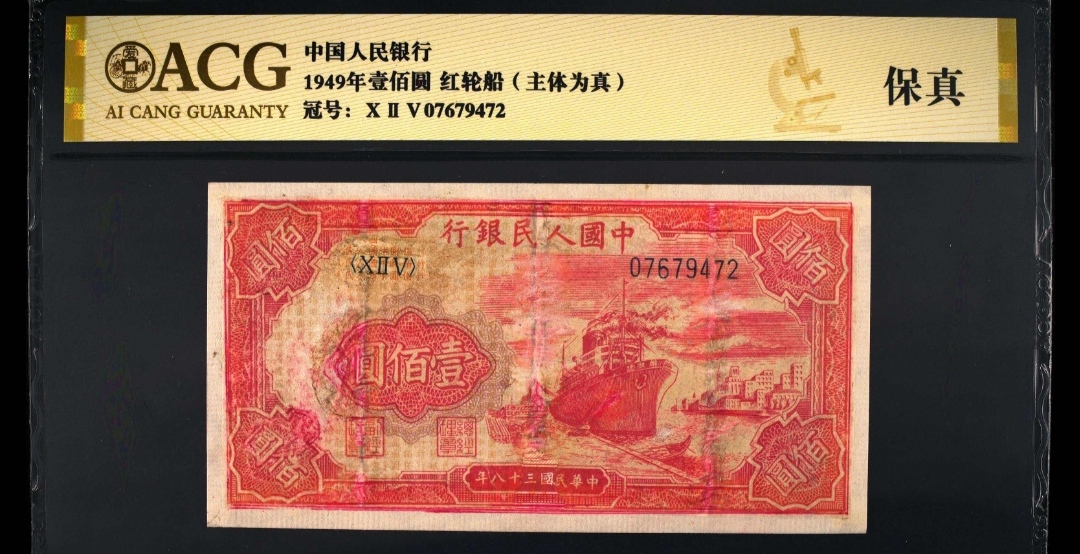 ACG
AI CANG GUARANTY
中国人民银行
1949年壹佰圆 红轮船（主体为真）
冠号：X Ⅱ V 07679472
保真
行銀民人國中
圓佰
圓佰
〈XⅡV〉
07679472
圓佰壹
圓佰
圓佰
年八十三國民華中